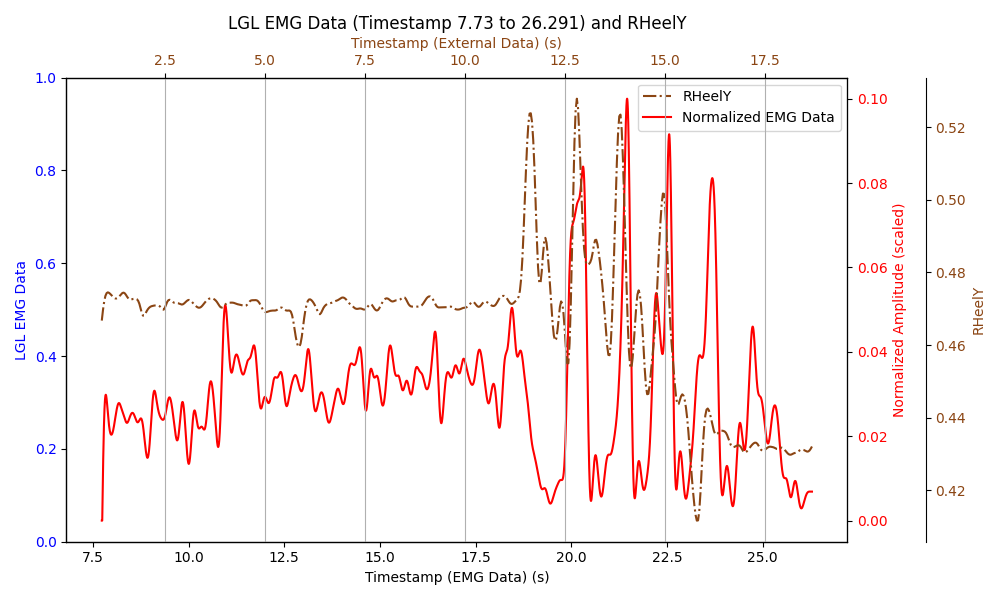 LGL EMG Data (Timestamp 7.73 to 26.291) and RHeelY
Timestamp (External Data) (s)
2.5 5.0 7.5 10.0 12.5 15.0 17.5
RHeelY
Normalized EMG Data
LGL EMG Data
1.0
0.8
0.6
0.4
0.2
0.0
Normalized Amplitude (scaled)
0.10
0.08
0.06
0.04
0.02
0.00
RHeelY
0.52
0.50
0.48
0.46
0.44
0.42
7.5 10.0 12.5 15.0 17.5 20.0 22.5 25.0
Timestamp (EMG Data) (s)